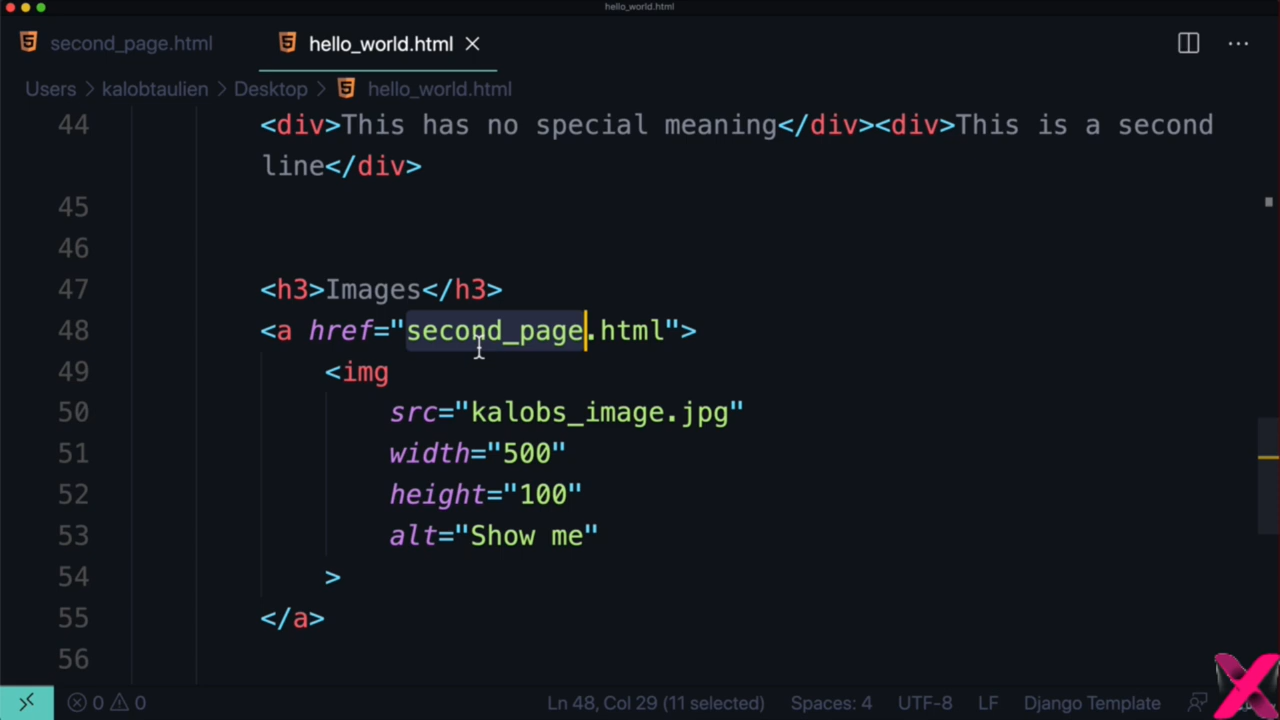 hello_world.html
second_page.html hello_world.html
Users > kalobtaulien > Desktop > hello_world.html
44 <div>This has no special meaning</div><div>This is a second
line</div>
45
46
47 <h3>Images</h3>
48 <a href="second_page.html">
49 <img
50 src="kalobs_image.jpg"
51 width="500"
52 height="100"
53 alt="Show me"
54 >
55 </a>
56
0 0 Ln 48, Col 29 (11 selected) Spaces: 4 UTF-8 LF Django Template